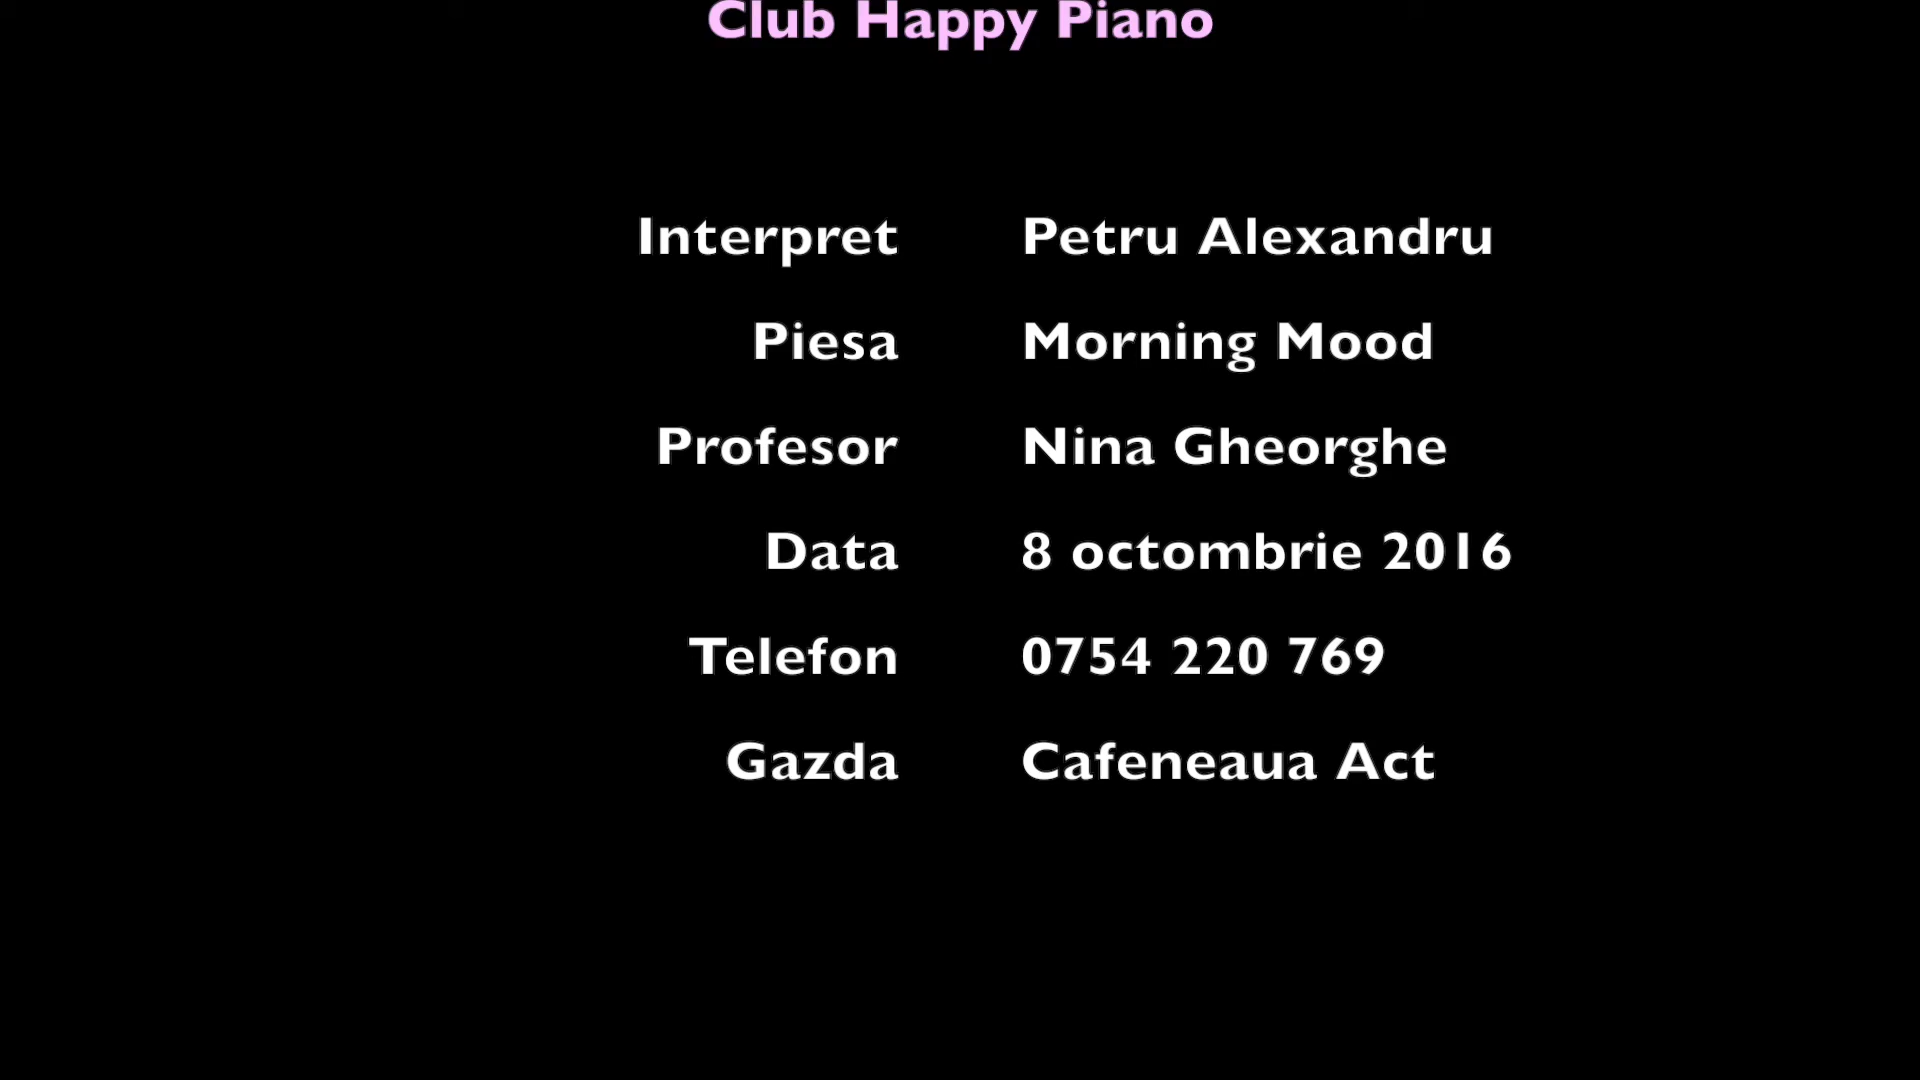 Club Happy Piano
Interpret Petru Alexandru
Piesa Morning Mood
Profesor Nina Gheorghe
Data 8 octombrie 2016
Telefon 0754 220 769
Gazda Cafeneaua Act